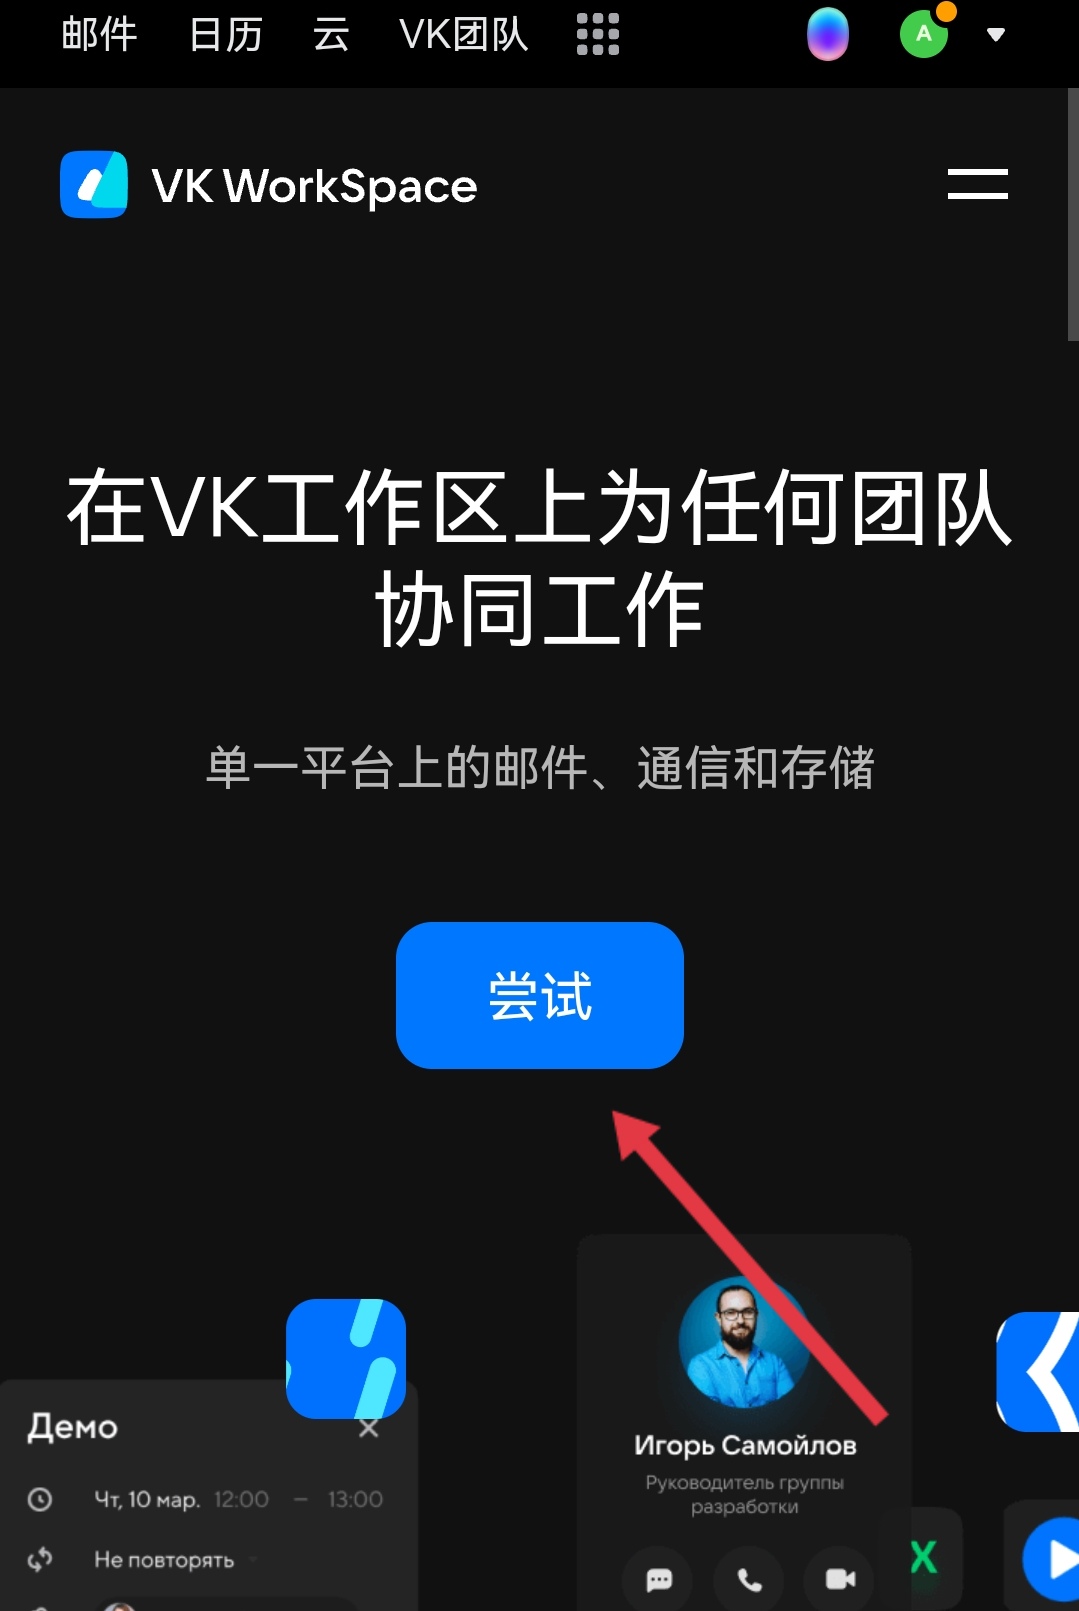 邮件 日历 云 VK团队 A
VK WorkSpace
在VK工作区上为任何团队
协同工作
单一平台上的邮件、通信和存储
尝试
Демо
Чт, 10 мар. 12:00 — 13:00
Не повторять
Игорь Самойлов
Руководитель группы
разработки
X